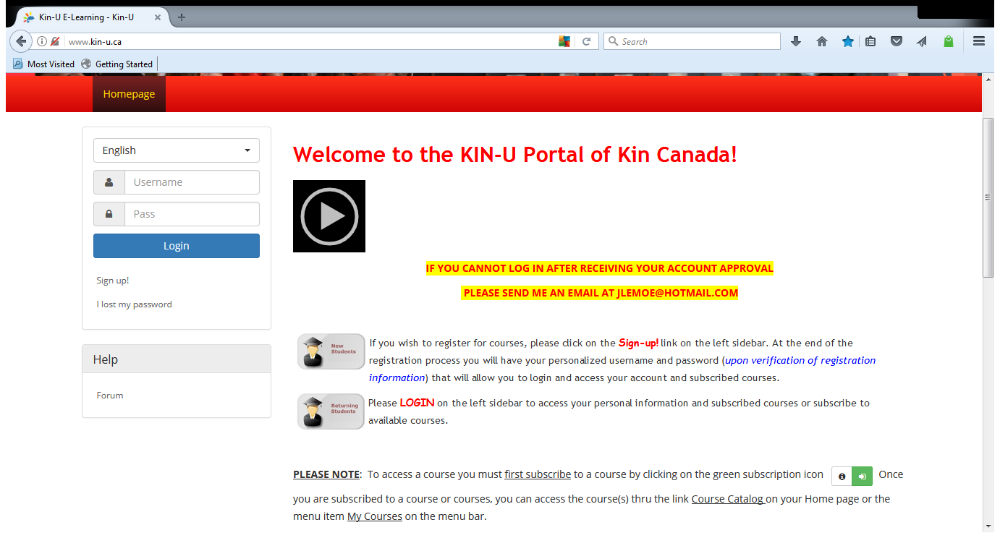 Kin-U E-Learning - Kin-U
www.kin-u.ca
Search
Most Visited
Getting Started
Homepage
English
Username
Pass
Login
Sign up!
I lost my password
Help
Forum
Welcome to the KIN-U Portal of Kin Canada!
IF YOU CANNOT LOG IN AFTER RECEIVING YOUR ACCOUNT APPROVAL
PLEASE SEND ME AN EMAIL AT JLEMOE@HOTMAIL.COM
New
Students
If you wish to register for courses, please click on the Sign-up! link on the left sidebar. At the end of the
registration process you will have your personalized username and password (upon verification of registration
information) that will allow you to login and access your account and subscribed courses.
Returning
Students
Please LOGIN on the left sidebar to access your personal information and subscribed courses or subscribe to
available courses.
PLEASE NOTE:  To access a course you must first subscribe to a course by clicking on the green subscription icon Once
you are subscribed to a course or courses, you can access the course(s) thru the link Course Catalog on your Home page or the
menu item My Courses on the menu bar.